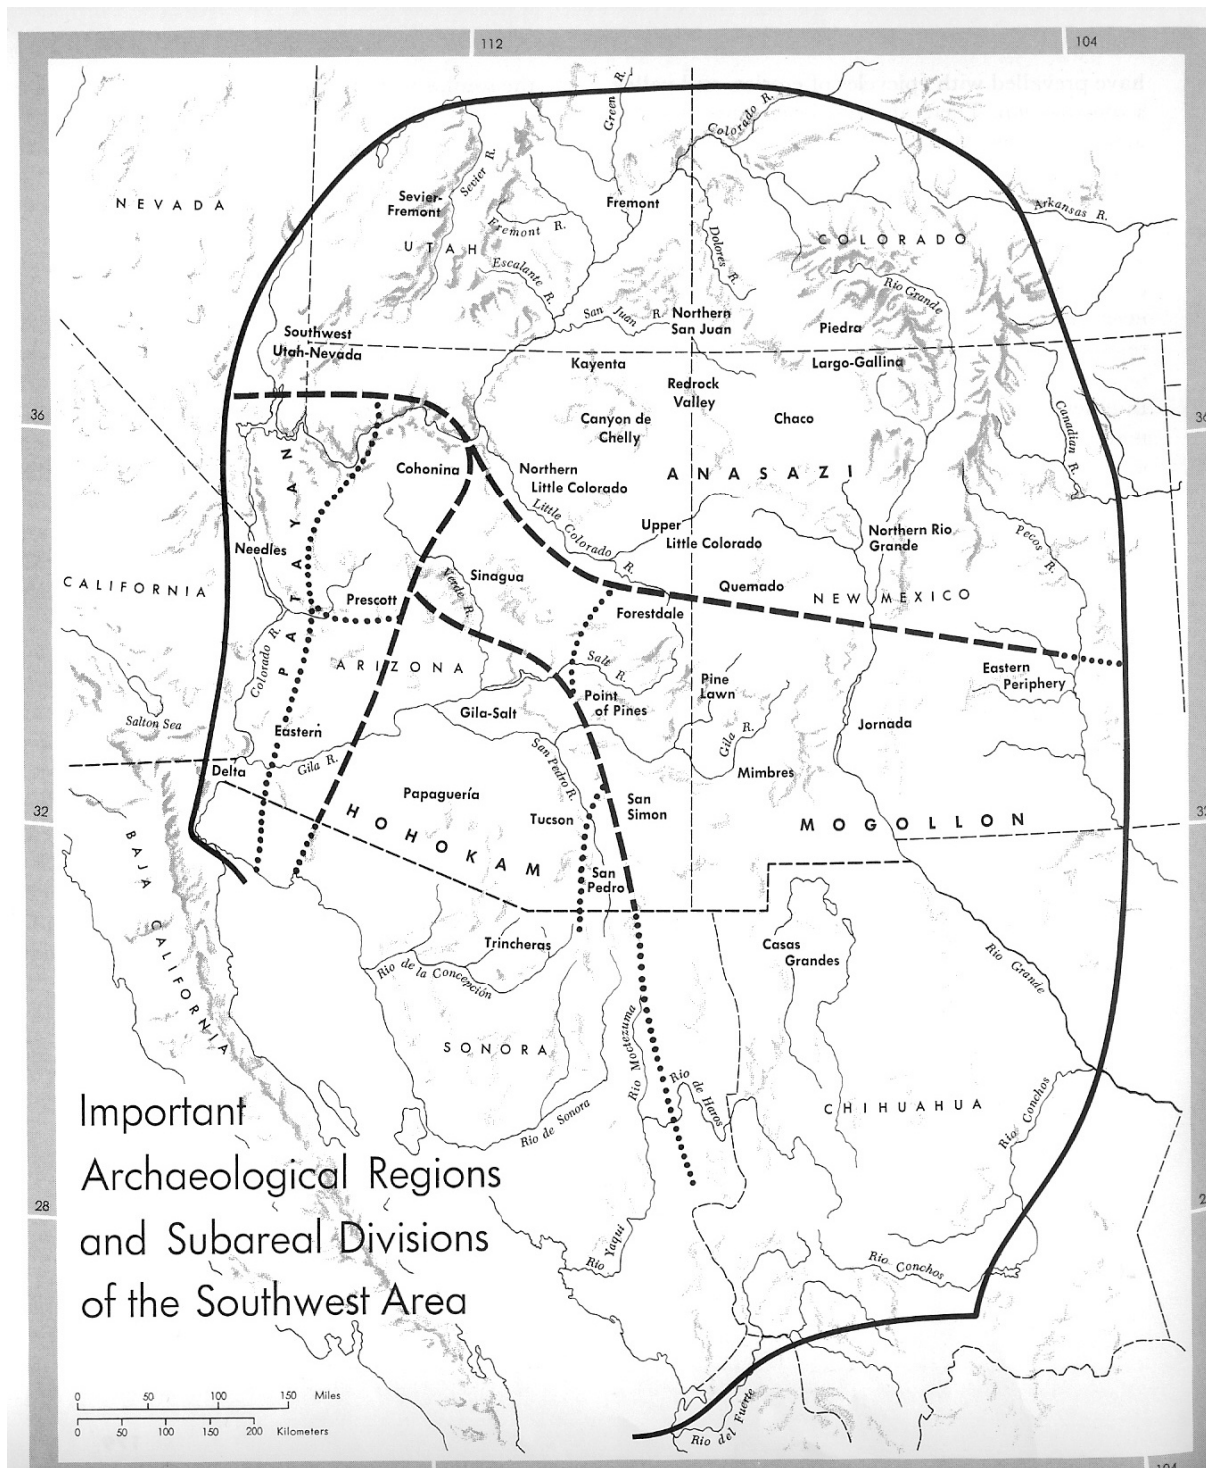 112
104
NEVADA
Sevier-
Fremont
Sevier R.
Green R.
Colorado R.
Fremont
Fremont R.
UTAH
Escalante R.
Dolores R.
COLORADO
Arkansas R.
Rio Grande
San Juan R.
Northern
San Juan
Piedra
Southwest
Utah-Nevada
Kayenta
Largo-Gallina
Redrock
Valley
36
36
Canyon de
Chelly
Chaco
Canadian R.
PATAYAN
Cohonina
Northern
Little Colorado
ANASAZI
Little Colorado R.
Upper
Little Colorado
Northern Rio
Grande
Pecos R.
Needles
CALIFORNIA
Prescott
Verde R.
Sinagua
Quemado
NEW MEXICO
Forestdale
Colorado R.
ARIZONA
Salt R.
Pine
Lawn
Eastern
Periphery
Point
of Pines
Salton Sea
Eastern
Gila-Salt
Gila R.
Jornada
Delta
Gila R.
San Pedro R.
Mimbres
Papaguería
32
HOHOKAM
Tucson
San
Simon
MOGOLLON
San
Pedro
BAJA CALIFORNIA
Trincheras
Casas
Grandes
Rio de la Concepción
Rio Grande
SONORA
Rio Moctezuma
Rio de Haros
CHIHUAHUA
Rio Conchos
Rio de Sonora
Important
Archaeological Regions
and Subareal Divisions
of the Southwest Area
28
Rio Yaqui
Rio Conchos
0 50 100 150 Miles
0 50 100 150 200 Kilometers
Rio del Fuerte